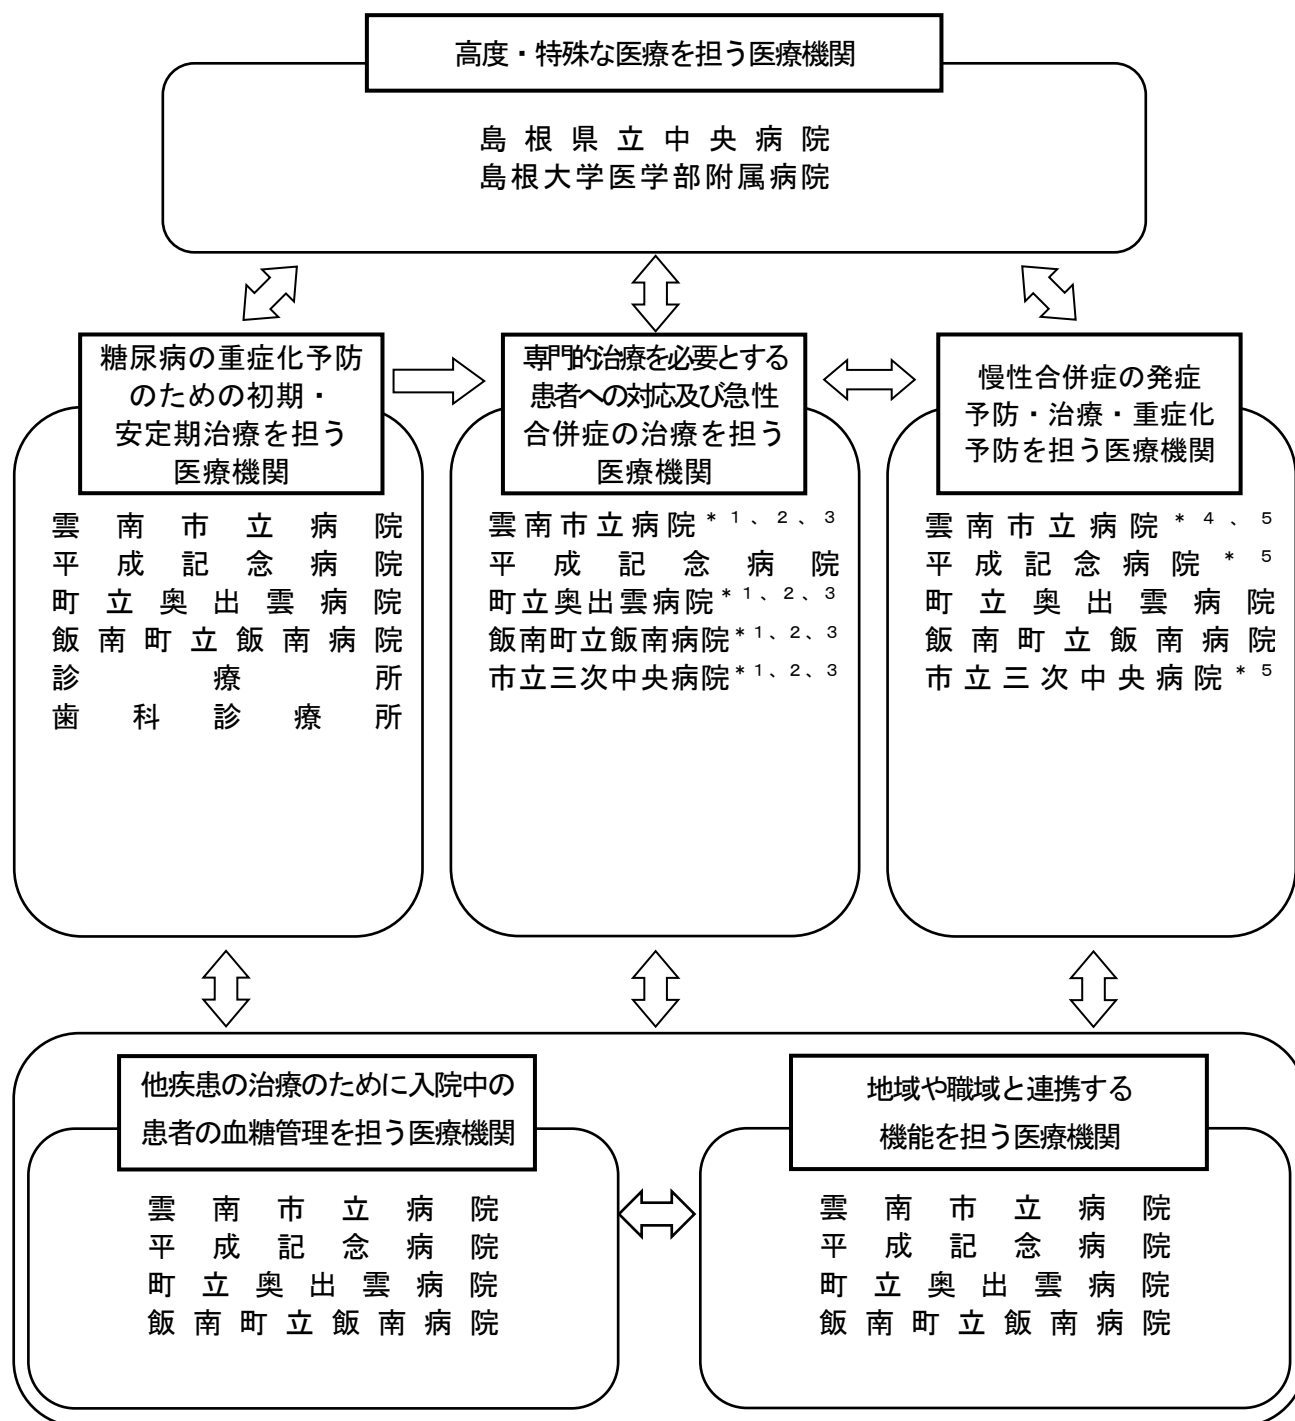 高度・特殊な医療を担う医療機関
島根県立中央病院
島根大学医学部附属病院
糖尿病の重症化予防
のための初期・
安定期治療を担う
医療機関
雲南市立病院
平成記念病院
町立奥出雲病院
飯南町立飯南病院
診療所
歯科診療所
専門的治療を必要とする
患者への対応及び急性
合併症の治療を担う
医療機関
雲南市立病院*1、2、3
平成記念病院
町立奥出雲病院*1、2、3
飯南町立飯南病院*1、2、3
市立三次中央病院*1、2、3
慢性合併症の発症
予防・治療・重症化
予防を担う医療機関
雲南市立病院*4、5
平成記念病院*5
町立奥出雲病院
飯南町立飯南病院
市立三次中央病院*5
他疾患の治療のために入院中の
患者の血糖管理を担う医療機関
雲南市立病院
平成記念病院
町立奥出雲病院
飯南町立飯南病院
地域や職域と連携する
機能を担う医療機関
雲南市立病院
平成記念病院
町立奥出雲病院
飯南町立飯南病院